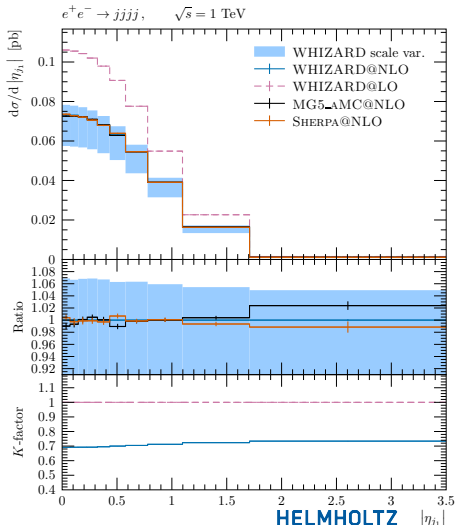 e⁺e⁻ → jjjj,   √s = 1 TeV
dσ/d|η_{j₁}| [pb]
0.1
0.08
0.06
0.04
0.02
0
WHIZARD scale var.
WHIZARD@NLO
WHIZARD@LO
MG5_AMC@NLO
SHERPA@NLO
Ratio
1.08
1.06
1.04
1.02
1
0.98
0.96
0.94
0.92
K-factor
1.1
1
0.9
0.8
0.7
0.6
0.5
0.4
0 0.5 1 1.5 2 2.5 3 3.5
HELMHOLTZ |η_{j₁}|